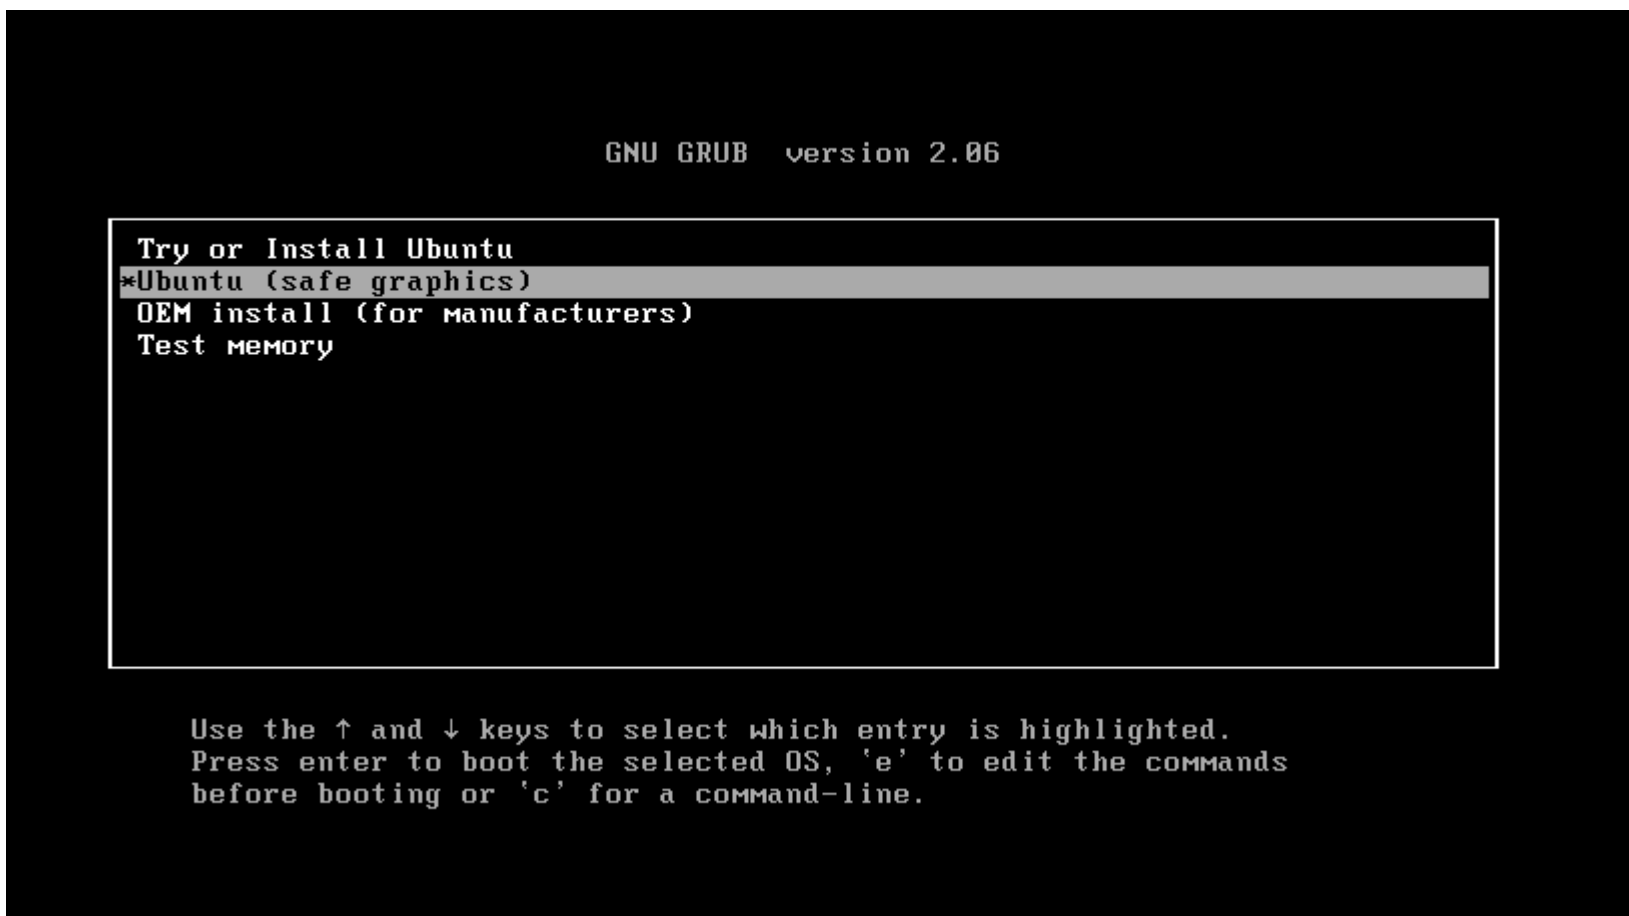 GNU GRUB  version 2.06
Try or Install Ubuntu
*Ubuntu (safe graphics)
OEM install (for manufacturers)
Test memory
Use the ↑ and ↓ keys to select which entry is highlighted.
Press enter to boot the selected OS, `e' to edit the commands
before booting or `c' for a command-line.